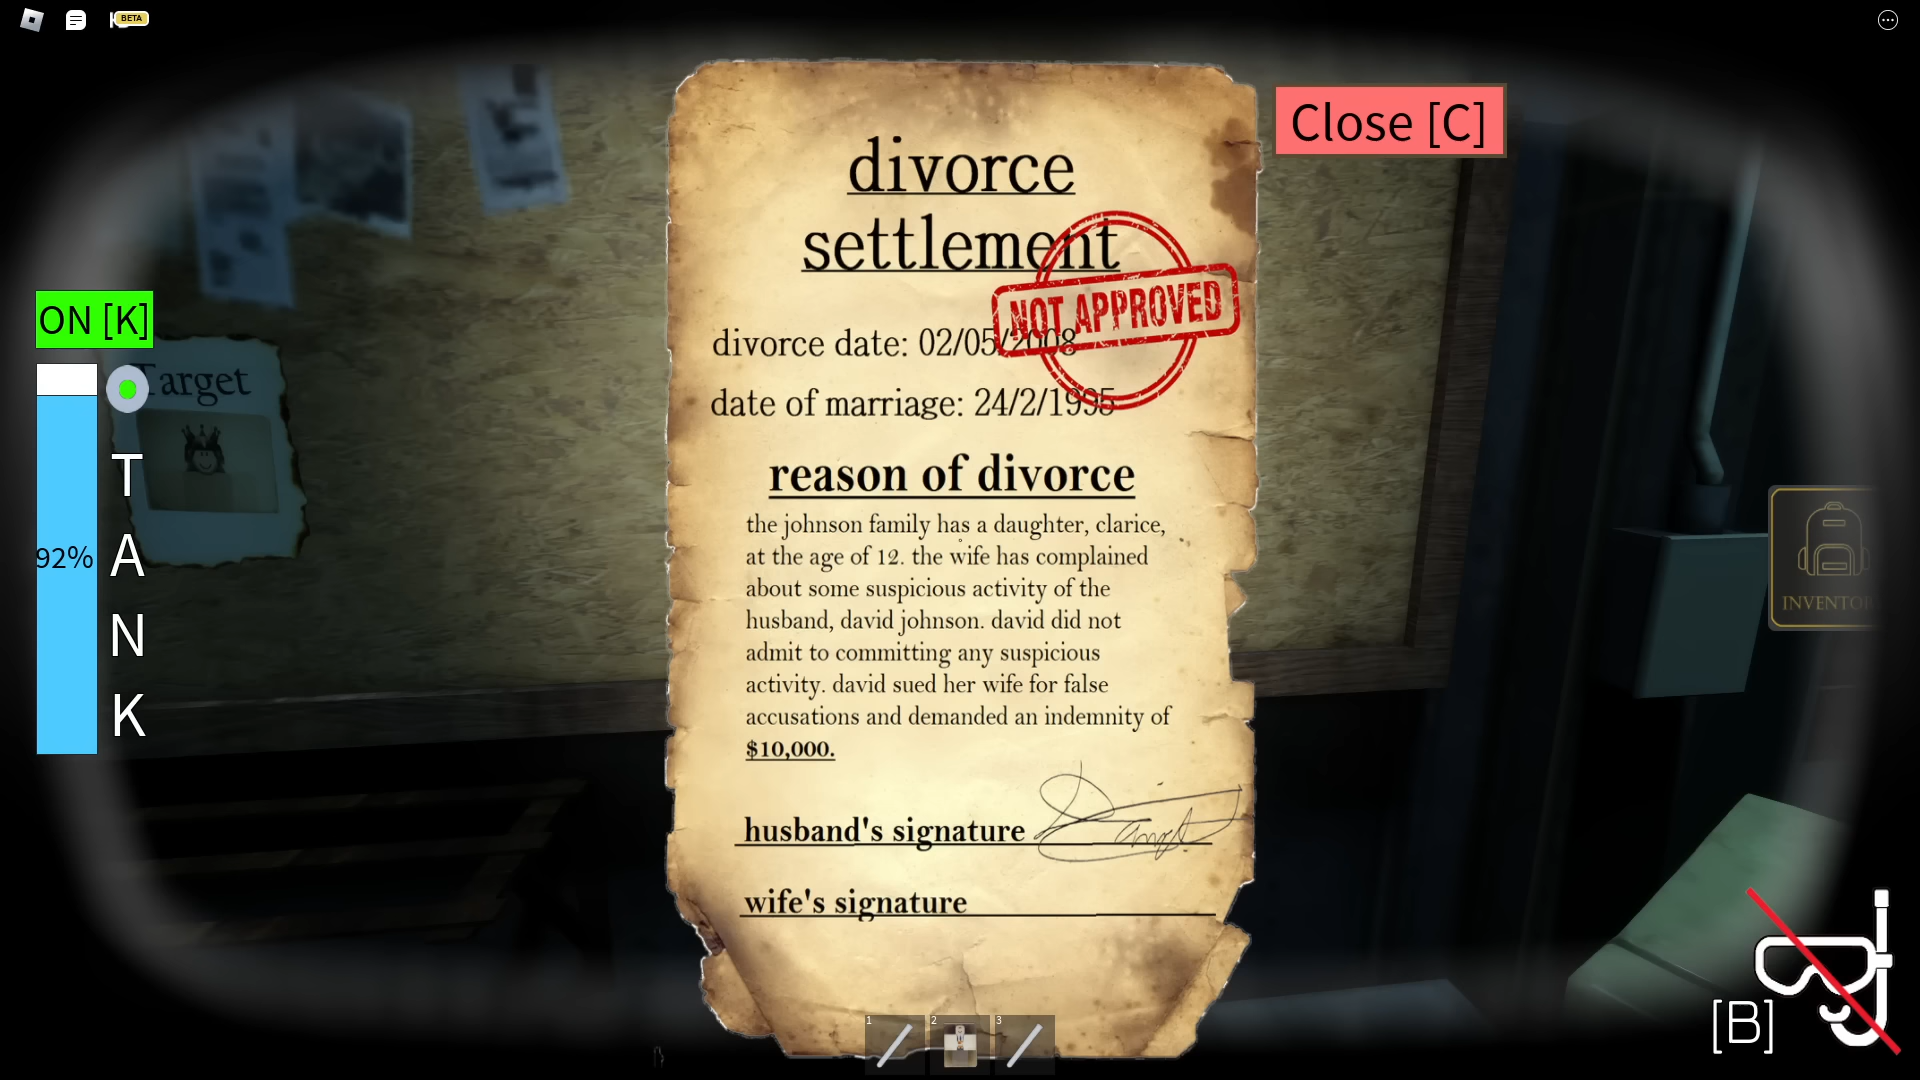 BETA
Close [C]
divorce
settlement
NOT APPROVED
divorce date: 02/05/2008
date of marriage: 24/2/1995
reason of divorce
the johnson family has a daughter, clarice,
at the age of 12. the wife has complained
about some suspicious activity of the
husband, david johnson. david did not
admit to committing any suspicious
activity. david sued her wife for false
accusations and demanded an indemnity of
$10,000.
husband's signature
wife's signature
ON [K]
Target
92%
T
A
N
K
INVENTOR
[B]
1
2
3